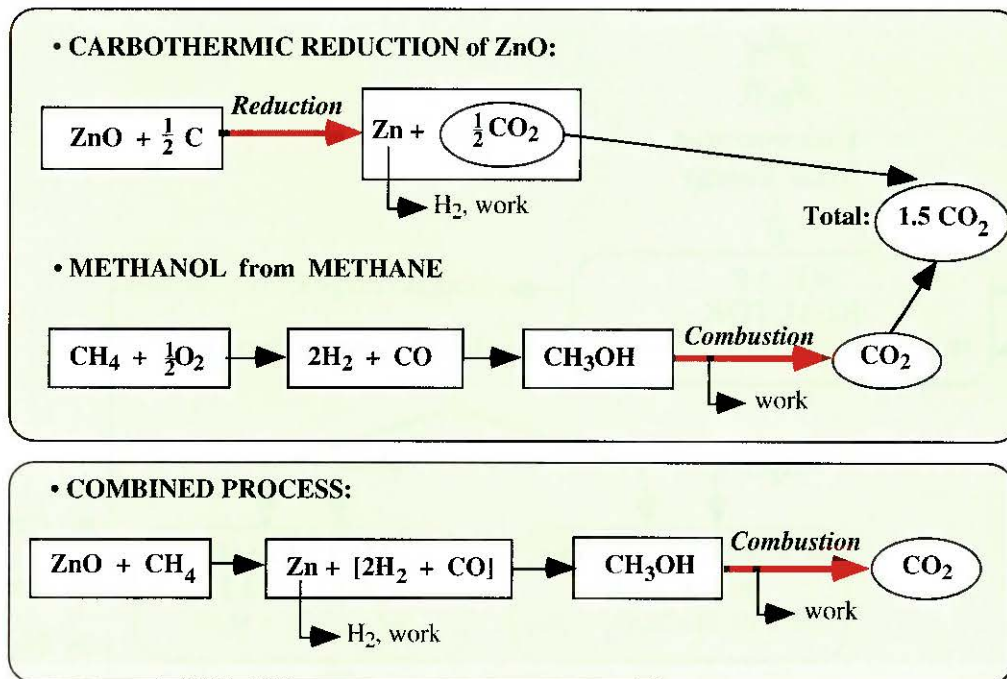 • CARBOTHERMIC REDUCTION of ZnO:
Reduction
ZnO + ½ C
Zn + ½ CO₂
H₂, work
Total: 1.5 CO₂
• METHANOL from METHANE
Combustion
CH₄ + ½O₂
2H₂ + CO
CH₃OH
CO₂
work
• COMBINED PROCESS:
Combustion
ZnO + CH₄
Zn + [2H₂ + CO]
CH₃OH
CO₂
work
H₂, work